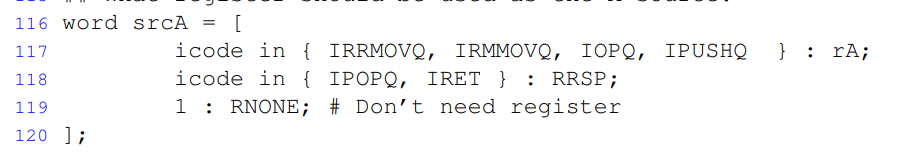 116 word srcA = [
117 icode in { IRRMOVQ, IRMMOVQ, IOPQ, IPUSHQ  } : rA;
118 icode in { IPOPQ, IRET } : RRSP;
119 1 : RNONE; # Don’t need register
120 ];